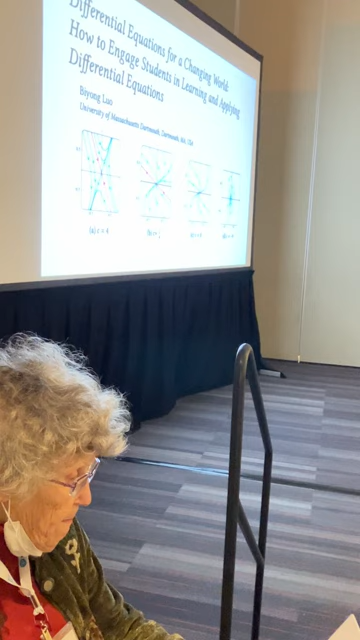 Differential Equations for a Changing World:
How to Engage Students in Learning and Applying
Differential Equations
Biyong Luo
University of Massachusetts Dartmouth, Dartmouth, MA, USA